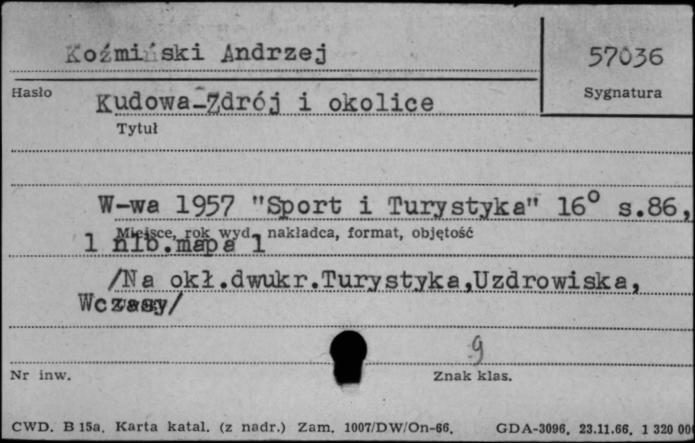 Koźmiński Andrzej
57036
Hasło
Sygnatura
Kudowa-Zdrój i okolice
Tytuł
W-wa 1957 "Sport i Turystyka" 16° s.86,
Miejsce, rok wyd., nakładca, format, objętość
1 nlb.mapa 1
/Na okł.dwukr.Turystyka,Uzdrowiska,
Wczasy/
9
Nr inw.
Znak klas.
CWD. B 15a. Karta katal. (z nadr.) Zam. 1007/DW/On-66. GDA-3096. 23.11.66. 1 320 00